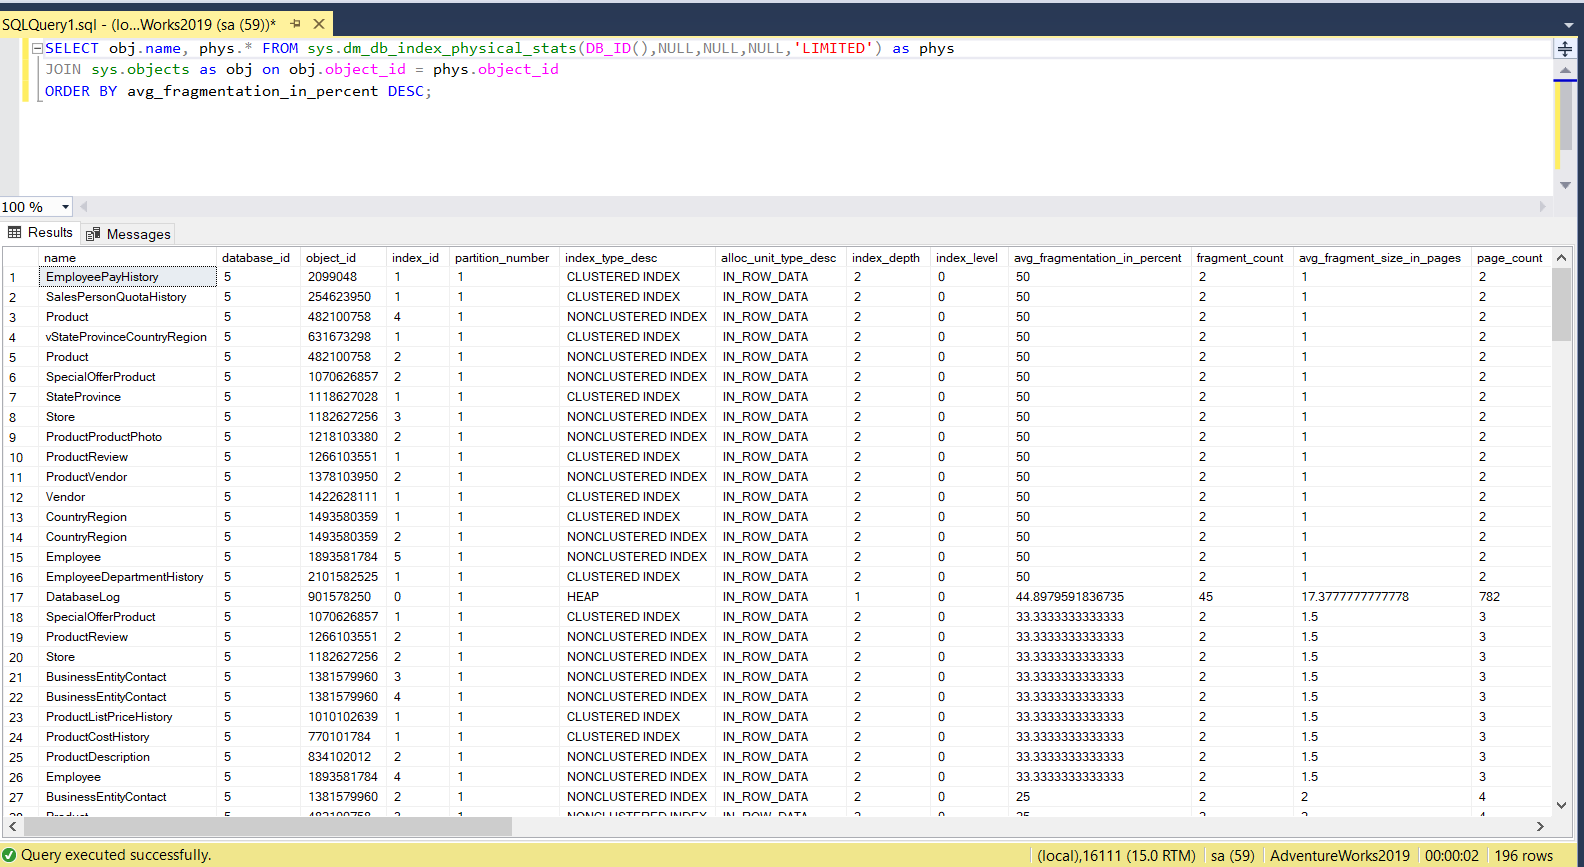 SQLQuery1.sql - (lo...Works2019 (sa (59))*
SELECT obj.name, phys.* FROM sys.dm_db_index_physical_stats(DB_ID(),NULL,NULL,NULL,'LIMITED') as phys
JOIN sys.objects as obj on obj.object_id = phys.object_id
ORDER BY avg_fragmentation_in_percent DESC;
100 %
Results Messages
name database_id object_id index_id partition_number index_type_desc alloc_unit_type_desc index_depth index_level avg_fragmentation_in_percent fragment_count avg_fragment_size_in_pages page_count
1 EmployeePayHistory 5 2099048 1 1 CLUSTERED INDEX IN_ROW_DATA 2 0 50 2 1 2
2 SalesPersonQuotaHistory 5 254623950 1 1 CLUSTERED INDEX IN_ROW_DATA 2 0 50 2 1 2
3 Product 5 482100758 4 1 NONCLUSTERED INDEX IN_ROW_DATA 2 0 50 2 1 2
4 vStateProvinceCountryRegion 5 631673298 1 1 CLUSTERED INDEX IN_ROW_DATA 2 0 50 2 1 2
5 Product 5 482100758 2 1 NONCLUSTERED INDEX IN_ROW_DATA 2 0 50 2 1 2
6 SpecialOfferProduct 5 1070626857 2 1 NONCLUSTERED INDEX IN_ROW_DATA 2 0 50 2 1 2
7 StateProvince 5 1118627028 1 1 CLUSTERED INDEX IN_ROW_DATA 2 0 50 2 1 2
8 Store 5 1182627256 3 1 NONCLUSTERED INDEX IN_ROW_DATA 2 0 50 2 1 2
9 ProductProductPhoto 5 1218103380 2 1 NONCLUSTERED INDEX IN_ROW_DATA 2 0 50 2 1 2
10 ProductReview 5 1266103551 1 1 CLUSTERED INDEX IN_ROW_DATA 2 0 50 2 1 2
11 ProductVendor 5 1378103950 2 1 NONCLUSTERED INDEX IN_ROW_DATA 2 0 50 2 1 2
12 Vendor 5 1422628111 1 1 CLUSTERED INDEX IN_ROW_DATA 2 0 50 2 1 2
13 CountryRegion 5 1493580359 1 1 CLUSTERED INDEX IN_ROW_DATA 2 0 50 2 1 2
14 CountryRegion 5 1493580359 2 1 NONCLUSTERED INDEX IN_ROW_DATA 2 0 50 2 1 2
15 Employee 5 1893581784 5 1 NONCLUSTERED INDEX IN_ROW_DATA 2 0 50 2 1 2
16 EmployeeDepartmentHistory 5 2101582525 1 1 CLUSTERED INDEX IN_ROW_DATA 2 0 50 2 1 2
17 DatabaseLog 5 901578250 0 1 HEAP IN_ROW_DATA 1 0 44.8979591836735 45 17.3777777777778 782
18 SpecialOfferProduct 5 1070626857 1 1 CLUSTERED INDEX IN_ROW_DATA 2 0 33.3333333333333 2 1.5 3
19 ProductReview 5 1266103551 2 1 NONCLUSTERED INDEX IN_ROW_DATA 2 0 33.3333333333333 2 1.5 3
20 Store 5 1182627256 2 1 NONCLUSTERED INDEX IN_ROW_DATA 2 0 33.3333333333333 2 1.5 3
21 BusinessEntityContact 5 1381579960 3 1 NONCLUSTERED INDEX IN_ROW_DATA 2 0 33.3333333333333 2 1.5 3
22 BusinessEntityContact 5 1381579960 4 1 NONCLUSTERED INDEX IN_ROW_DATA 2 0 33.3333333333333 2 1.5 3
23 ProductListPriceHistory 5 1010102639 1 1 CLUSTERED INDEX IN_ROW_DATA 2 0 33.3333333333333 2 1.5 3
24 ProductCostHistory 5 770101784 1 1 CLUSTERED INDEX IN_ROW_DATA 2 0 33.3333333333333 2 1.5 3
25 ProductDescription 5 834102012 2 1 NONCLUSTERED INDEX IN_ROW_DATA 2 0 33.3333333333333 2 1.5 3
26 Employee 5 1893581784 4 1 NONCLUSTERED INDEX IN_ROW_DATA 2 0 33.3333333333333 2 1.5 3
27 BusinessEntityContact 5 1381579960 2 1 NONCLUSTERED INDEX IN_ROW_DATA 2 0 25 2 2 4
Query executed successfully. (local),16111 (15.0 RTM) sa (59) AdventureWorks2019 00:00:02 196 rows